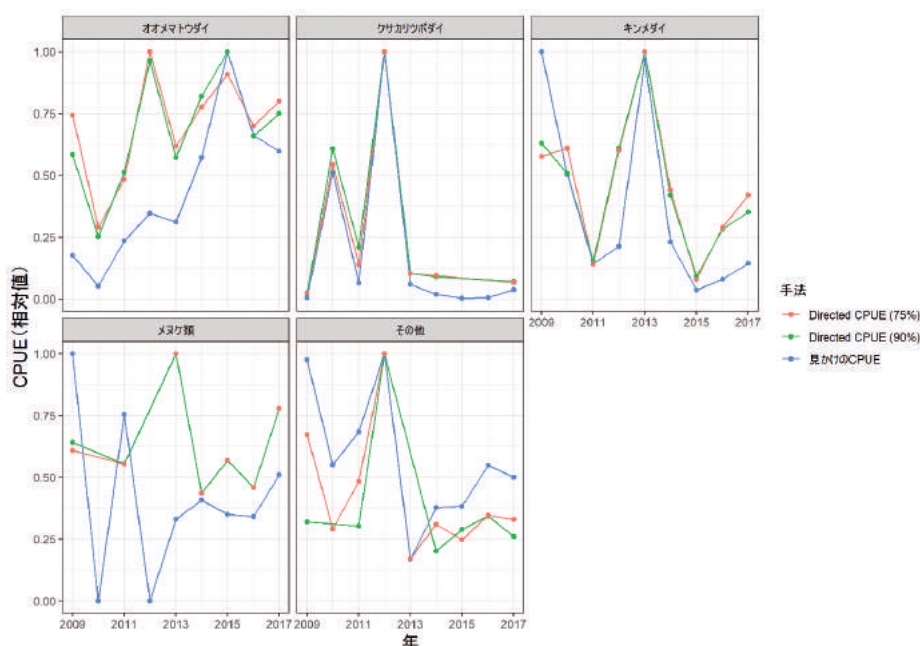 オオメマトウダイ
クサカリツボダイ
キンメダイ
1.00
0.75
0.50
0.25
0.00
2009 2011 2013 2015 2017
メヌケ類
その他
1.00
0.75
0.50
0.25
0.00
2009 2011 2013 2015 2017
2009 2011 2013 2015 2017
CPUE(相対値)
年
手法
Directed CPUE (75%)
Directed CPUE (90%)
見かけのCPUE